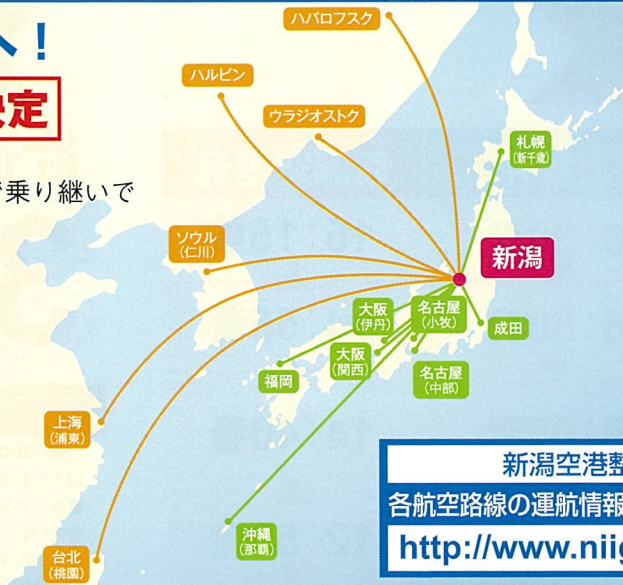 へ！
決定
で乗り継いで
ハバロフスク
ハルビン
ウラジオストク
札幌
（新千歳）
ソウル
（仁川）
新潟
大阪
（伊丹）
名古屋
（小牧）
成田
大阪
（関西）
福岡
名古屋
（中部）
上海
（浦東）
沖縄
（那覇）
台北
（桃園）
新潟空港整
各航空路線の運航情報
http://www.niig